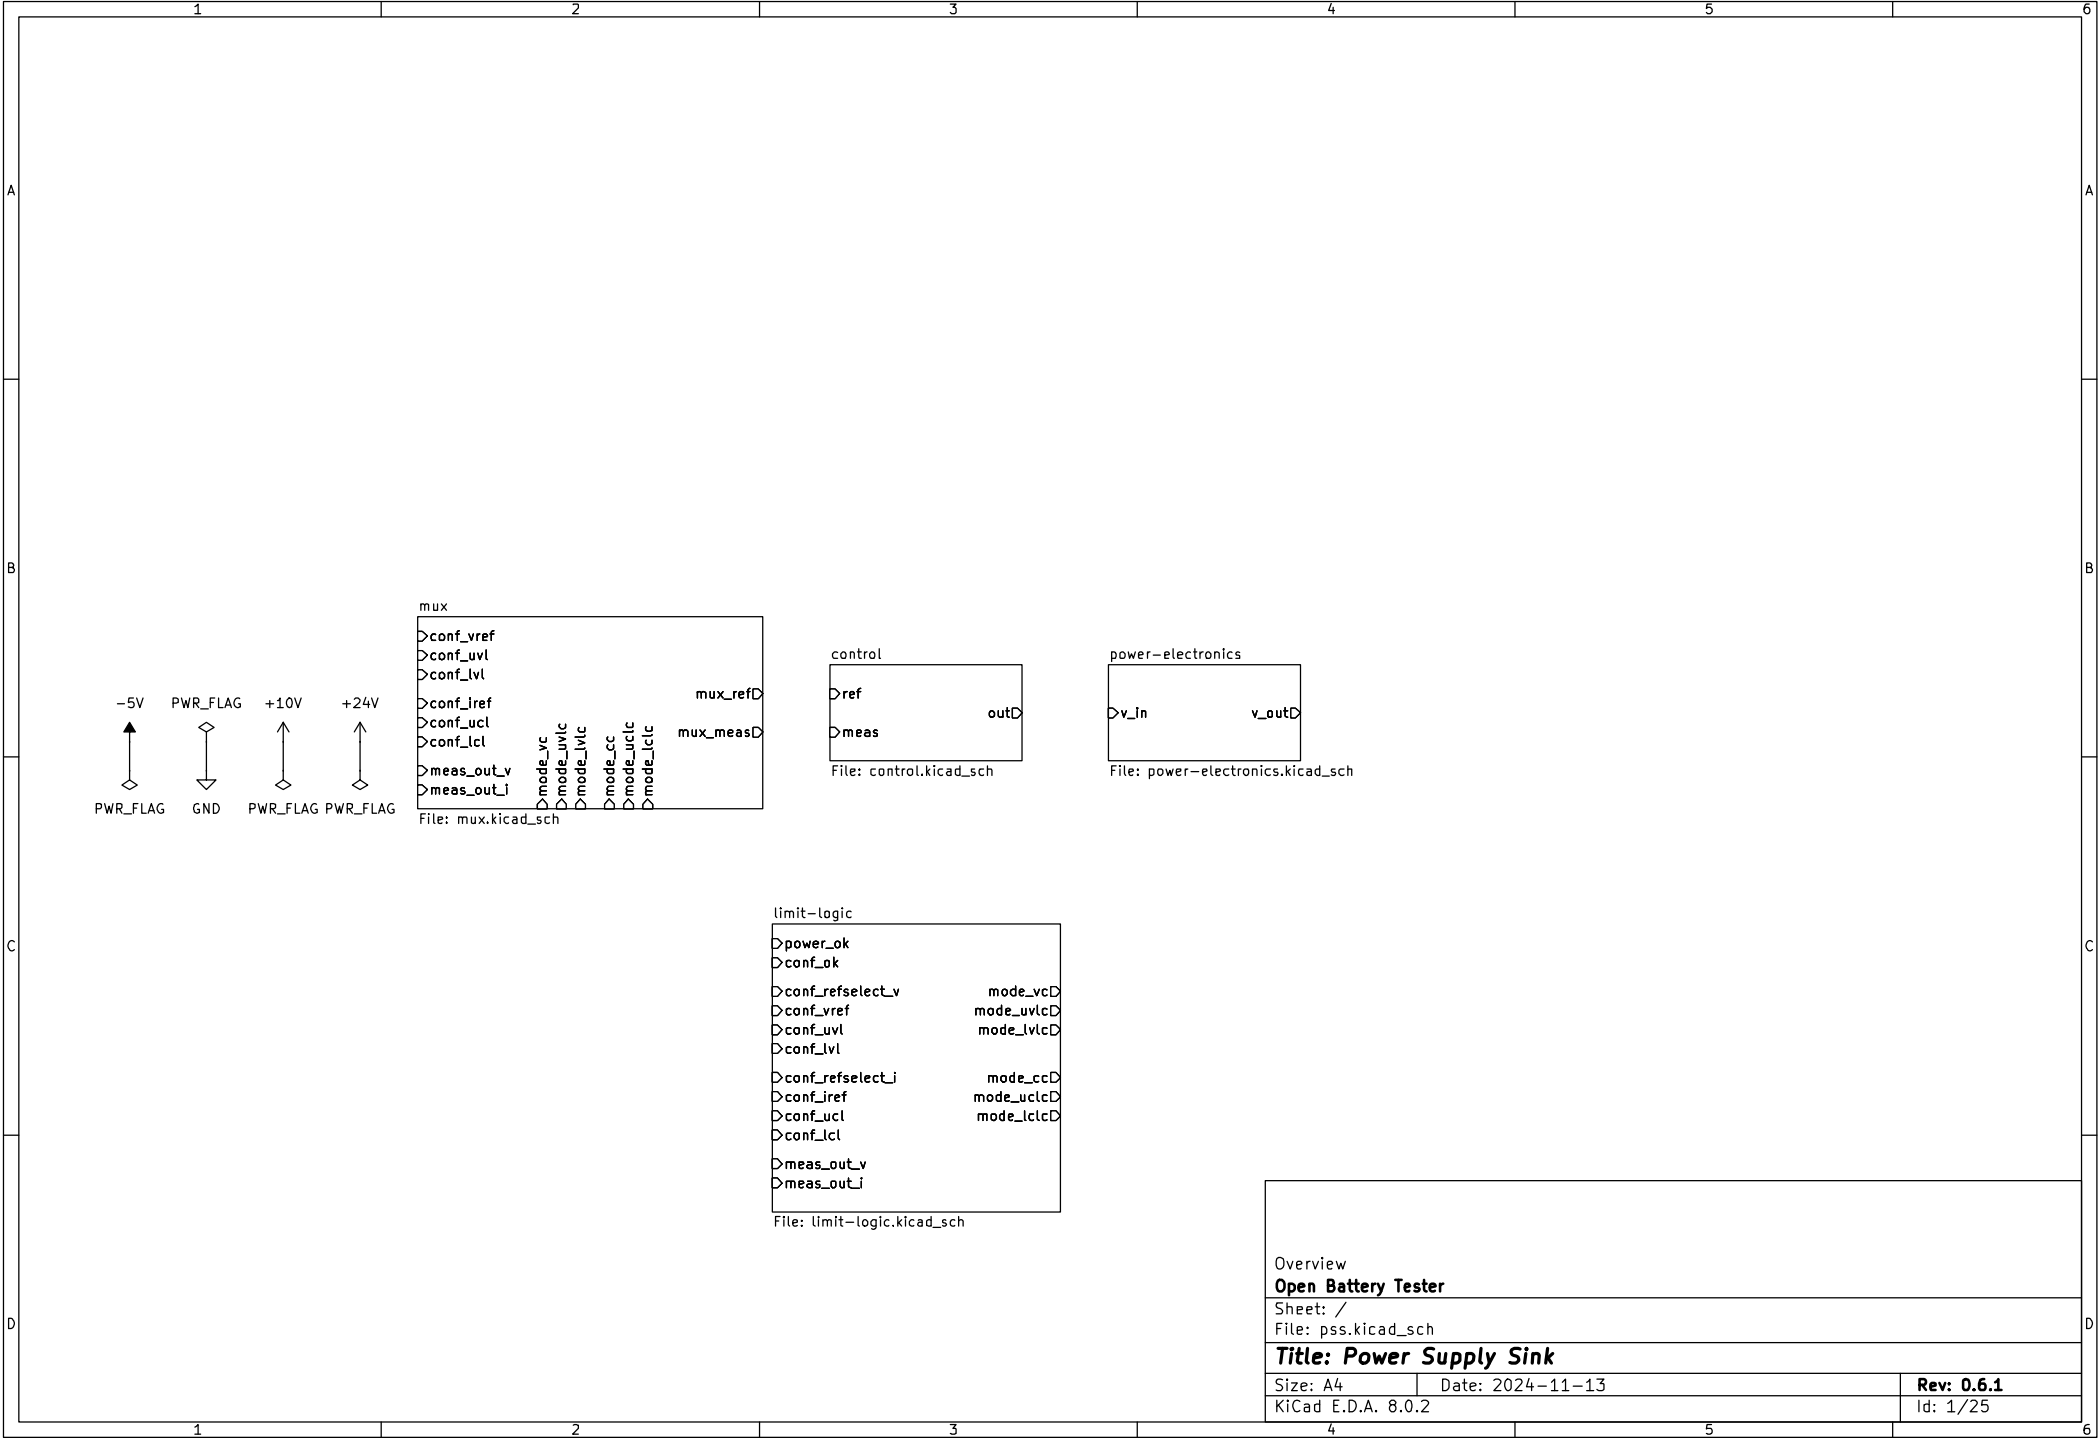 1 2 3 4 5 6
A A
B B
C C
D D
-5V PWR_FLAG +10V +24V
PWR_FLAG GND PWR_FLAG PWR_FLAG
mux
conf_vref
conf_uvl
conf_lvl
conf_iref
conf_ucl
conf_lcl
meas_out_v
meas_out_i
mode_vc
mode_uvlc
mode_lvlc
mode_cc
mode_uclc
mode_lclc
mux_ref
mux_meas
File: mux.kicad_sch
control
ref
meas
out
File: control.kicad_sch
power-electronics
v_in
v_out
File: power-electronics.kicad_sch
limit-logic
power_ok
conf_ok
conf_refselect_v
conf_vref
conf_uvl
conf_lvl
conf_refselect_i
conf_iref
conf_ucl
conf_lcl
meas_out_v
meas_out_i
mode_vc
mode_uvlc
mode_lvlc
mode_cc
mode_uclc
mode_lclc
File: limit-logic.kicad_sch
Overview
Open Battery Tester
Sheet: /
File: pss.kicad_sch
Title: Power Supply Sink
Size: A4 Date: 2024-11-13 Rev: 0.6.1
KiCad E.D.A. 8.0.2 Id: 1/25
1 2 3 4 5 6